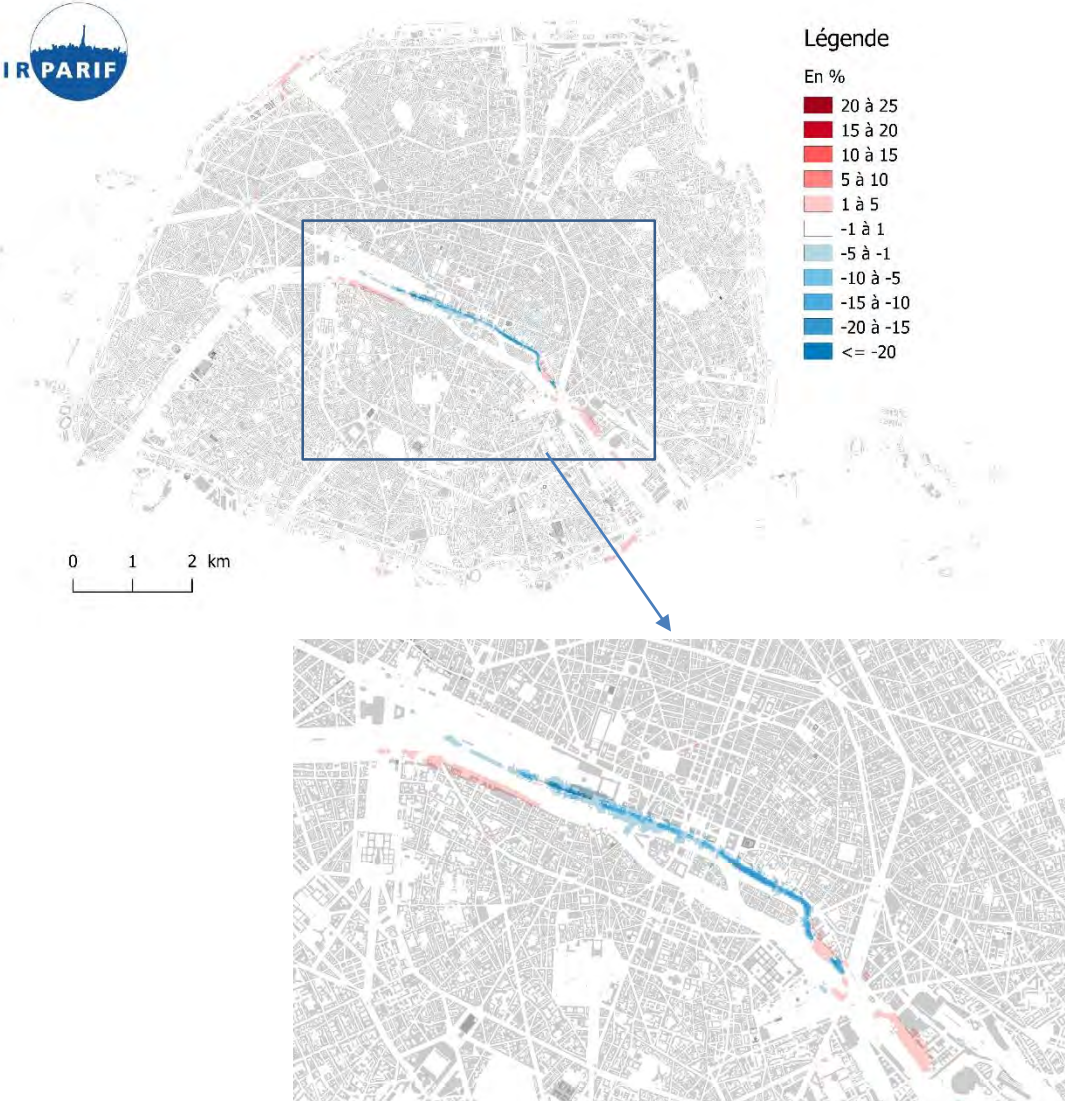 IRPARIF
Légende
En %
20 à 25
15 à 20
10 à 15
5 à 10
1 à 5
-1 à 1
-5 à -1
-10 à -5
-15 à -10
-20 à -15
<= -20
0 1 2 km